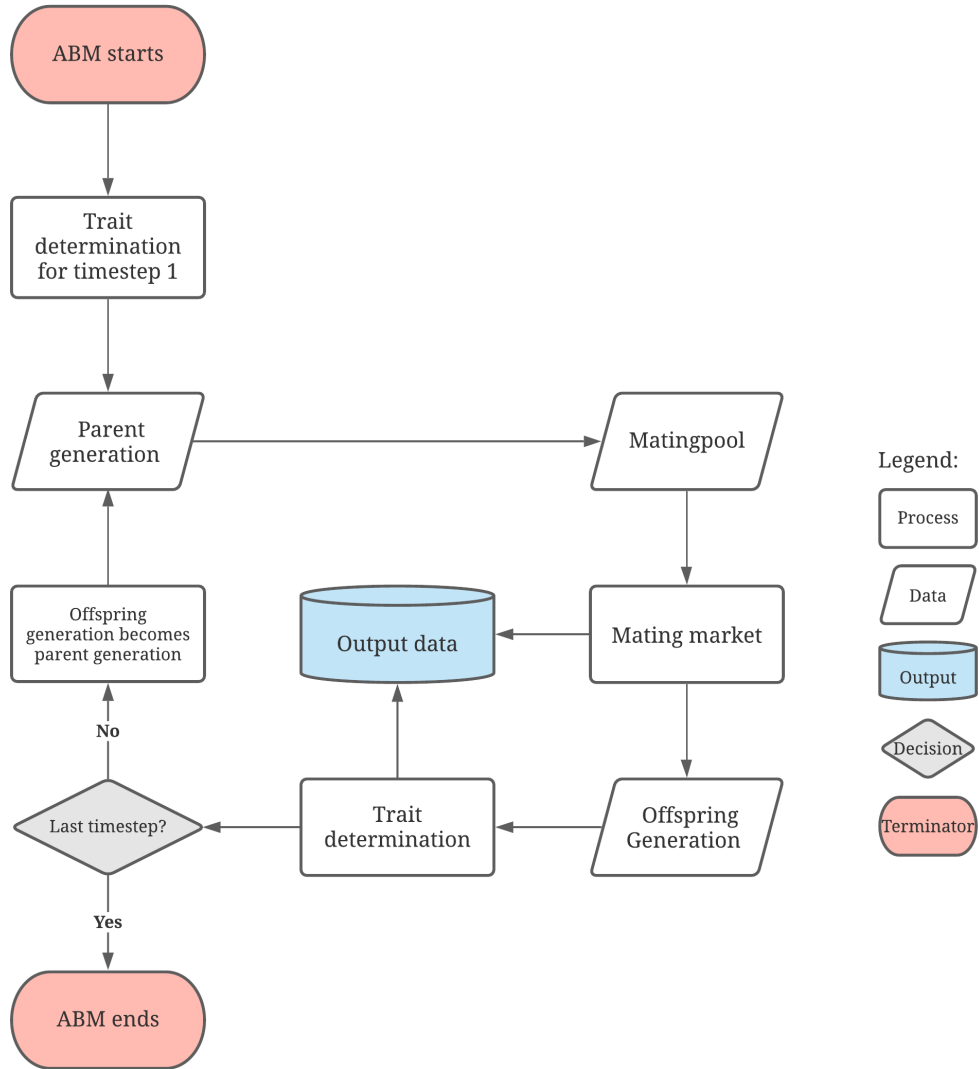 ABM starts
Trait
determination
for timestep 1
Parent
generation
Matingpool
Legend:
Process
Data
Output
Decision
Terminator
Offspring
generation becomes
parent generation
Output data
Mating market
No
Last timestep?
Trait
determination
Offspring
Generation
Yes
ABM ends